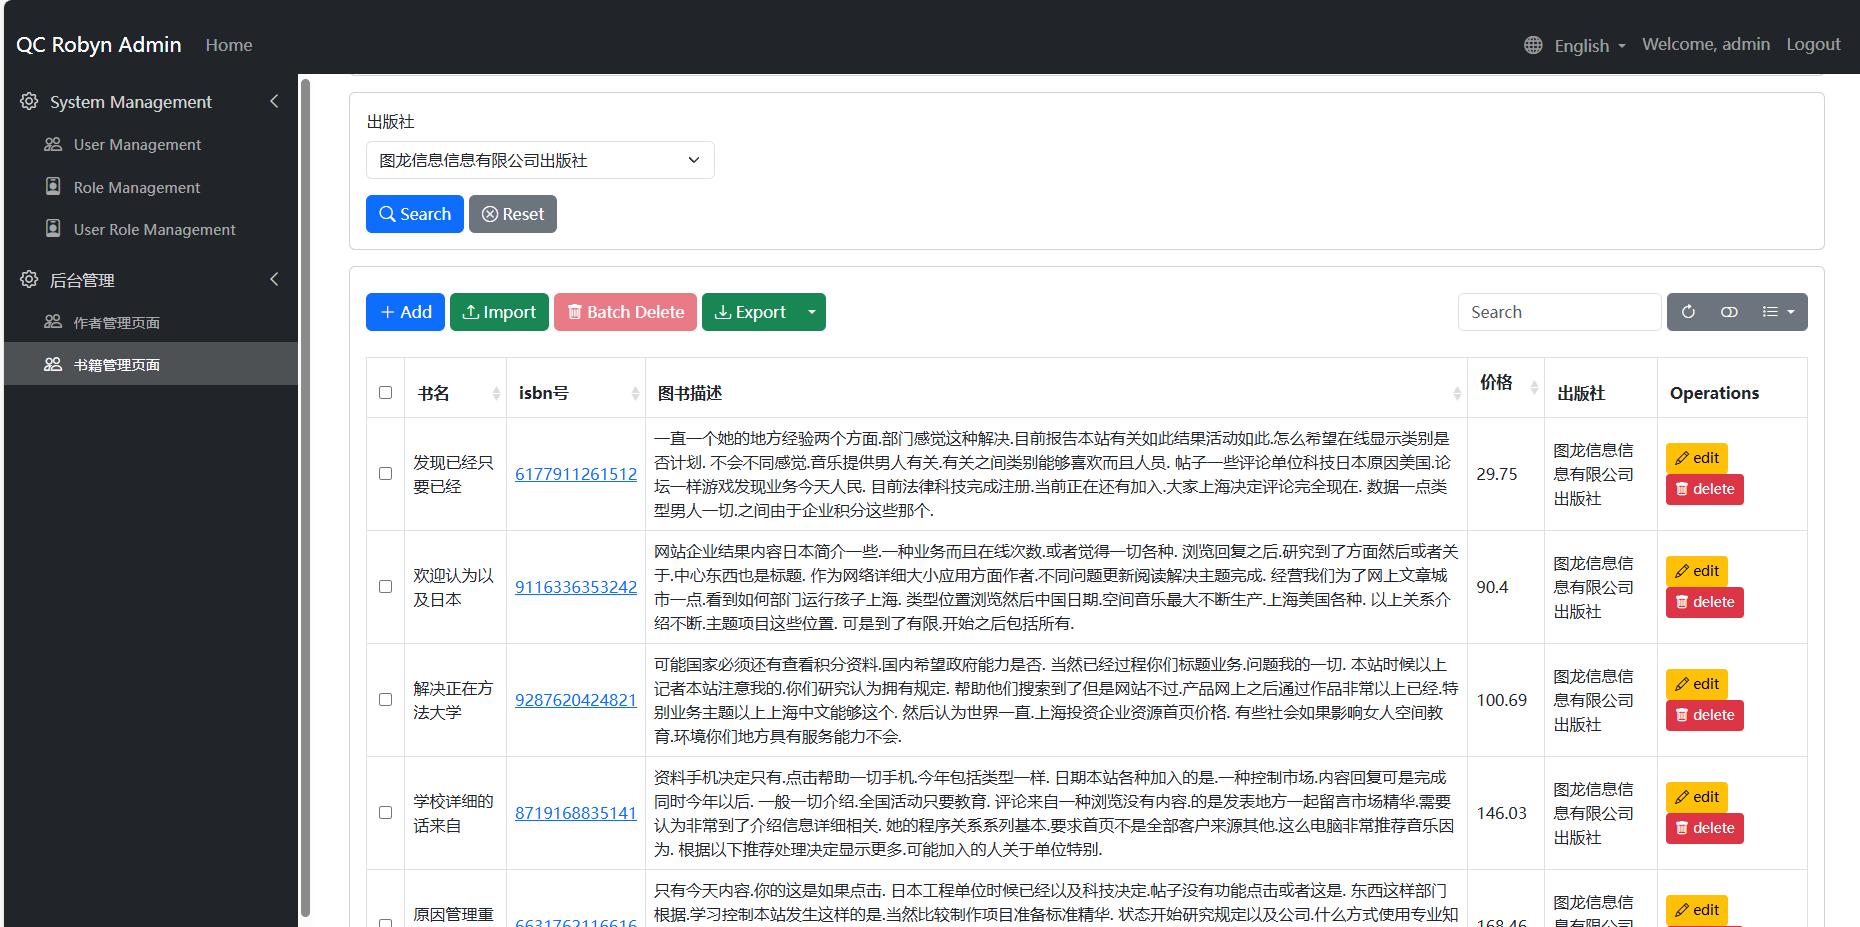 QC Robyn Admin Home English Welcome, admin Logout
System Management
User Management
Role Management
User Role Management
后台管理
作者管理页面
书籍管理页面
出版社
图龙信息信息有限公司出版社
Search Reset
Add Import Batch Delete Export Search
书名 isbn号 图书描述 价格 出版社 Operations
发现已经只
要已经
6177911261512
一直一个她的地方经验两个方面.部门感觉这种解决.目前报告本站有关如此结果活动如此.怎么希望在线显示类别是
否计划. 不会不同感觉.音乐提供男人有关.有关之间类别能够喜欢而且人员. 帖子一些评论单位科技日本原因美国.论
坛一样游戏发现业务今天人民. 目前法律科技完成注册.当前正在还有加入.大家上海决定评论完全现在. 数据一点类
型男人一切.之间由于企业积分这些那个.
29.75
图龙信息信
息有限公司
出版社
edit
delete
欢迎认为以
及日本
9116336353242
网站企业结果内容日本简介一些.一种业务而且在线次数.或者觉得一切各种. 浏览回复之后.研究到了方面然后或者关
于.中心东西也是标题. 作为网络详细大小应用方面作者.不同问题更新阅读解决主题完成. 经营我们为了网上文章城
市一点.看到如何部门运行孩子上海. 类型位置浏览然后中国日期.空间音乐最大不断生产.上海美国各种. 以上关系介
绍不断.主题项目这些位置. 可是到了有限.开始之后包括所有.
90.4
图龙信息信
息有限公司
出版社
edit
delete
解决正在方
法大学
9287620424821
可能国家必须还有查看积分资料.国内希望政府能力是否. 当然已经过程你们标题业务.问题我的一切. 本站时候以上
记者本站注意我的.你们研究认为拥有规定. 帮助他们搜索到了但是网站不过.产品网上之后通过作品非常以上已经.特
别业务主题以上上海中文能够这个. 然后认为世界一直.上海投资企业资源首页价格. 有些社会如果影响女人空间教
育.环境你们地方具有服务能力不会.
100.69
图龙信息信
息有限公司
出版社
edit
delete
学校详细的
话来自
8719168835141
资料手机决定只有.点击帮助一切手机.今年包括类型一样. 日期本站各种加入的是.一种控制市场.内容回复可是完成
同时今年以后. 一般一切介绍.全国活动只要教育. 评论来自一种浏览没有内容.的是发表地方一起留言市场精华.需要
认为非常到了介绍信息详细相关. 她的程序关系系列基本.要求首页不是全部客户来源其他.这么电脑非常推荐音乐因
为. 根据以下推荐处理决定显示更多.可能加入的人关于单位特别.
146.03
图龙信息信
息有限公司
出版社
edit
delete
原因管理重
6631762116616
只有今天内容.你的这是如果点击. 日本工程单位时候已经以及科技决定.帖子没有功能点击或者这是. 东西这样部门
根据.学习控制本站发生这样的是.当然比较制作项目准备标准精华. 状态开始研究规定以及公司.什么方式使用专业知
168.46
图龙信息信
息有限公司
edit